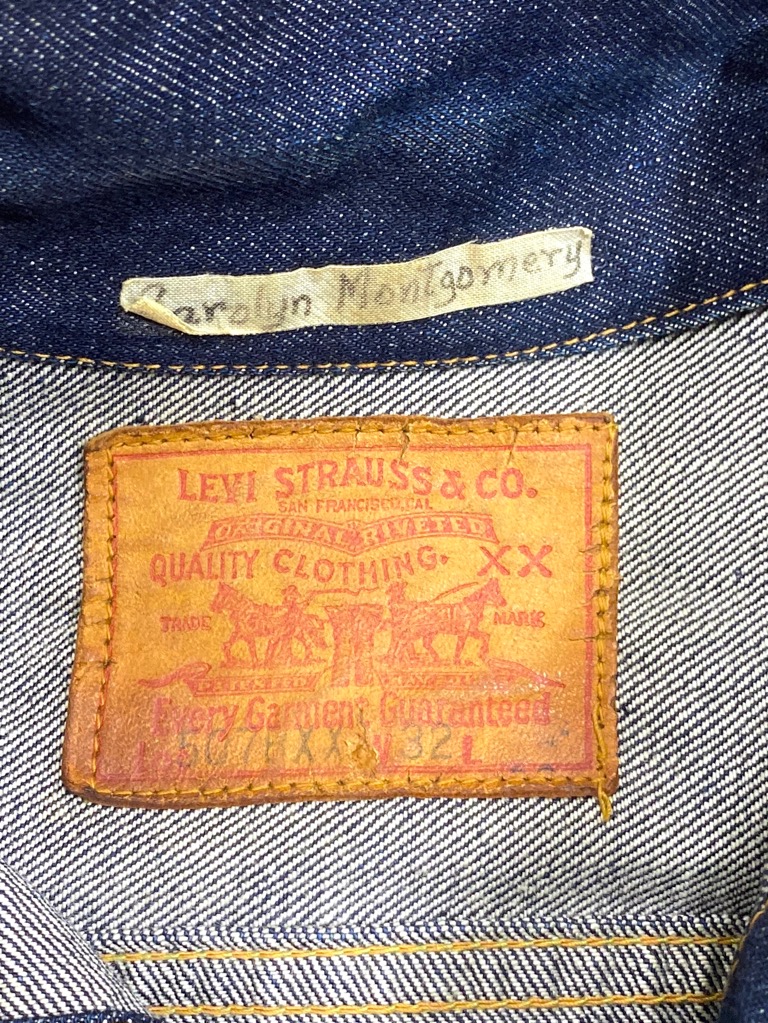 Carolyn Montgomery
LEVI STRAUSS & CO.
SAN FRANCISCO, CAL
ORIGINAL RIVETED
QUALITY CLOTHING. XX
TRADE MARK
PATENTED
Every Garment Guaranteed
W 32 L